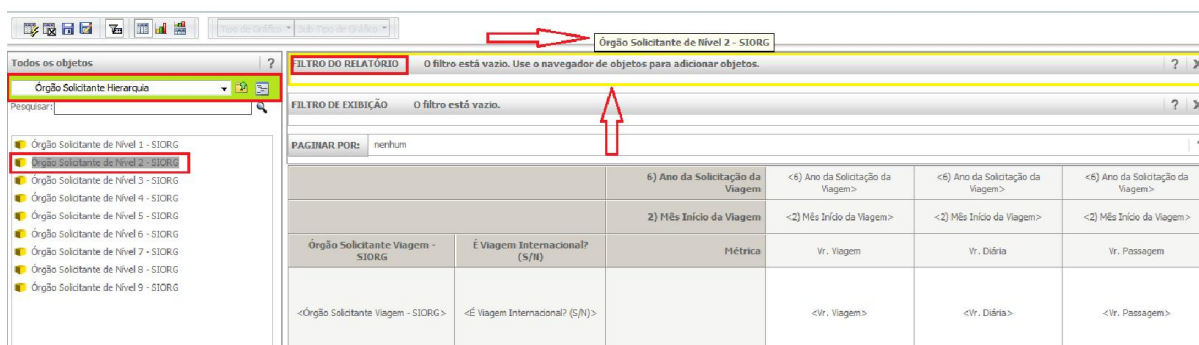 Tipo de Gráfico Sub-Tipo de Gráfico
Órgão Solicitante de Nível 2 - SIORG
Todos os objetos ?
Órgão Solicitante Hierarquia
Pesquisar:
Órgão Solicitante de Nível 1 - SIORG
Órgão Solicitante de Nível 2 - SIORG
Órgão Solicitante de Nível 3 - SIORG
Órgão Solicitante de Nível 4 - SIORG
Órgão Solicitante de Nível 5 - SIORG
Órgão Solicitante de Nível 6 - SIORG
Órgão Solicitante de Nível 7 - SIORG
Órgão Solicitante de Nível 8 - SIORG
Órgão Solicitante de Nível 9 - SIORG
FILTRO DO RELATÓRIO O filtro está vazio. Use o navegador de objetos para adicionar objetos. ? X
FILTRO DE EXIBIÇÃO O filtro está vazio. ? X
PAGINAR POR: nenhum
6) Ano da Solicitação da Viagem <6) Ano da Solicitação da Viagem> <6) Ano da Solicitação da Viagem> <6) Ano da Solicitação da Viagem>
2) Mês Início da Viagem <2) Mês Início da Viagem> <2) Mês Início da Viagem> <2) Mês Início da Viagem>
Órgão Solicitante Viagem - SIORG É Viagem Internacional? (S/N) Métrica Vr. Viagem Vr. Diária Vr. Passagem
<Órgão Solicitante Viagem - SIORG> <É Viagem Internacional? (S/N)> <Vr. Viagem> <Vr. Diária> <Vr. Passagem>